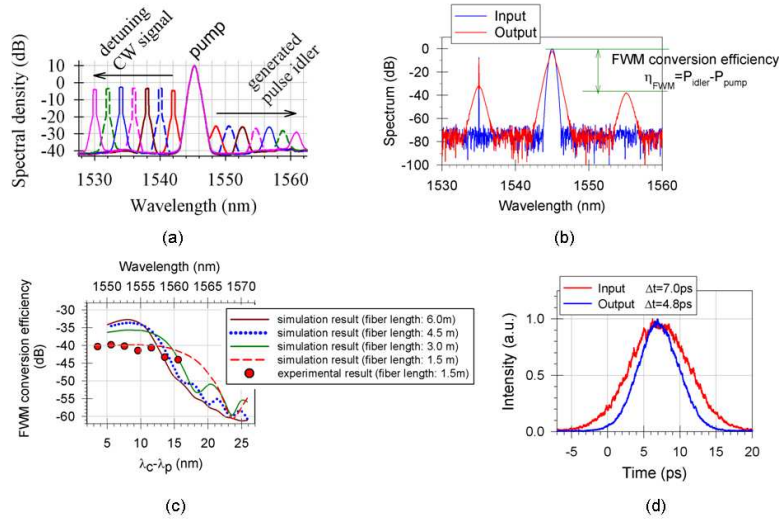 detuning
CW signal
pump
generated
pulse idler
Spectral density (dB)
10
0
-10
-20
-30
-40
1530
1540
1550
1560
Wavelength (nm)
(a)
Input
Output
FWM conversion efficiency
ηFWM=Pidler-Ppump
Spectrum (dB)
0
-20
-40
-60
-80
-100
1530
1540
1550
1560
Wavelength (nm)
(b)
Wavelength (nm)
1550
1555
1560
1565
1570
FWM conversion efficiency
(dB)
-30
-35
-40
-45
-50
-55
-60
simulation result (fiber length: 6.0m)
simulation result (fiber length: 4.5 m)
simulation result (fiber length: 3.0 m)
simulation result (fiber length: 1.5 m)
experimental result (fiber length: 1.5m)
5
10
15
20
25
λc-λp (nm)
(c)
Input Δt=7.0ps
Output Δt=4.8ps
Intensity (a.u.)
1.0
0.5
0.0
-5
0
5
10
15
20
Time (ps)
(d)